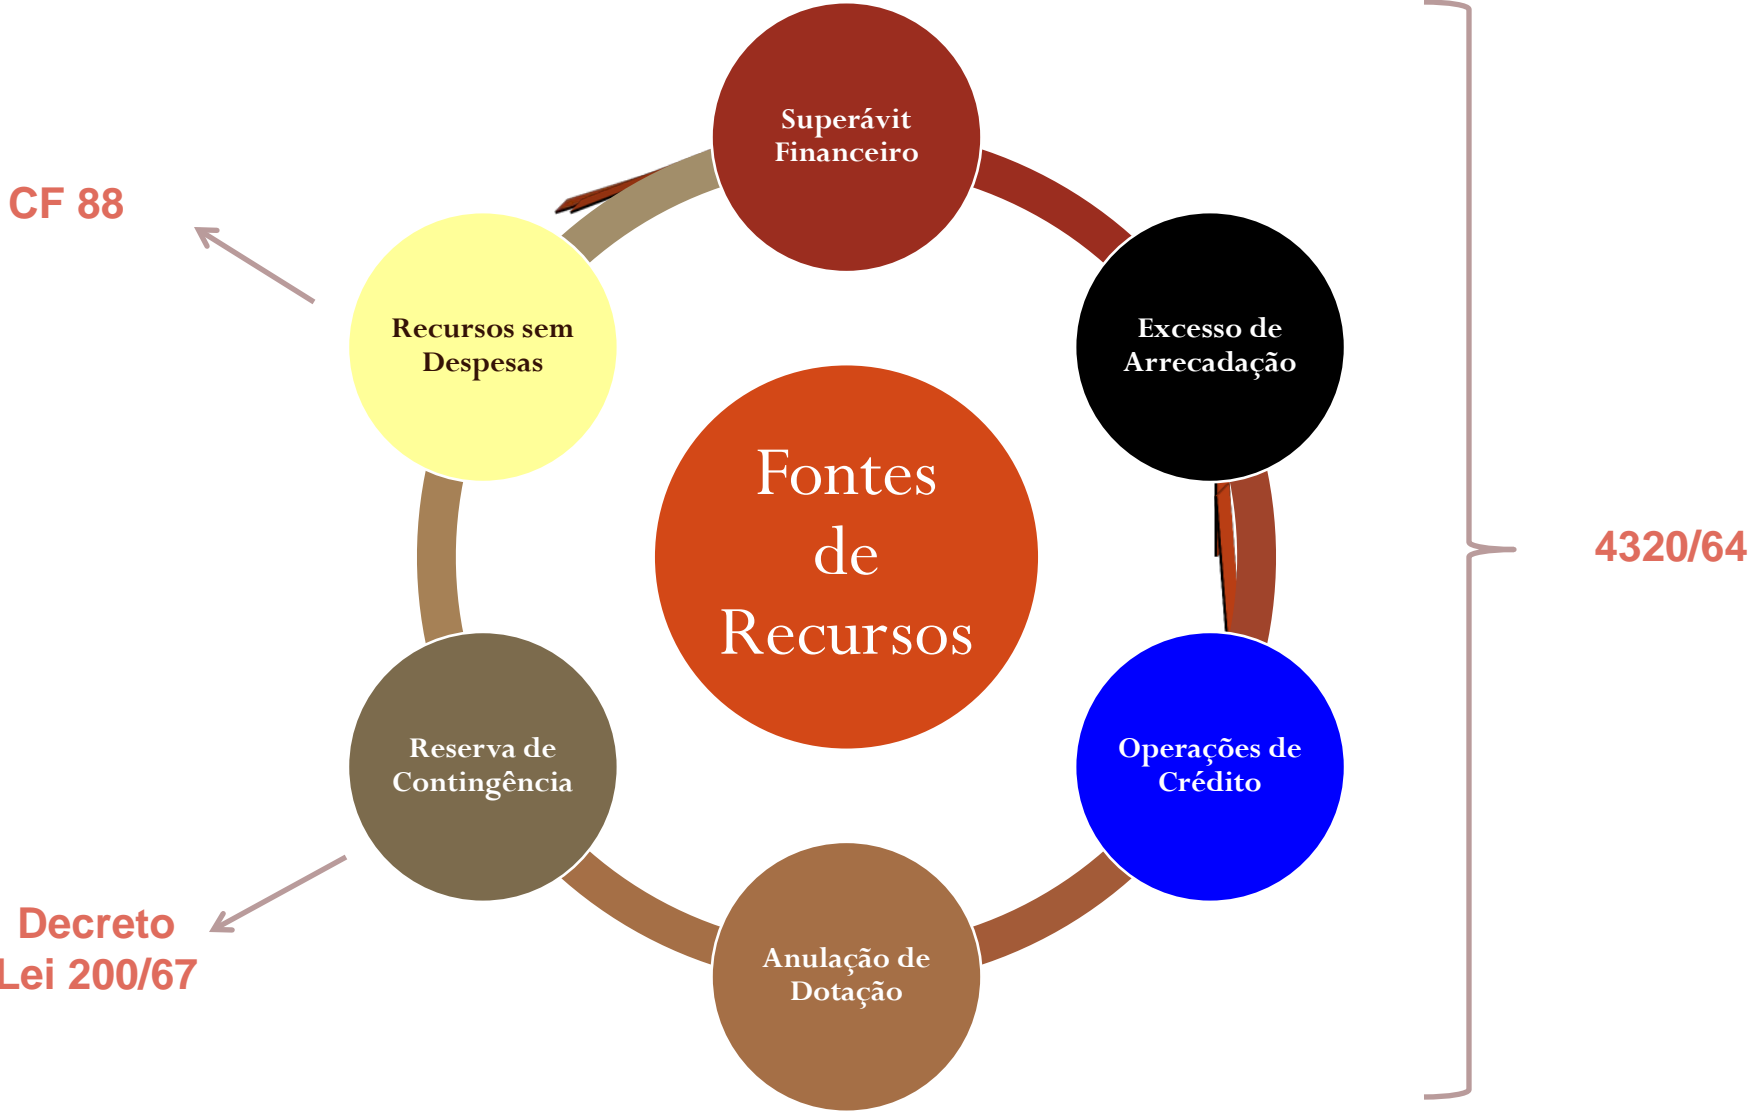 Superávit
Financeiro
CF 88
Recursos sem
Despesas
Excesso de
Arrecadação
Fontes
de
Recursos
4320/64
Reserva de
Contingência
Operações de
Crédito
Decreto
Lei 200/67
Anulação de
Dotação